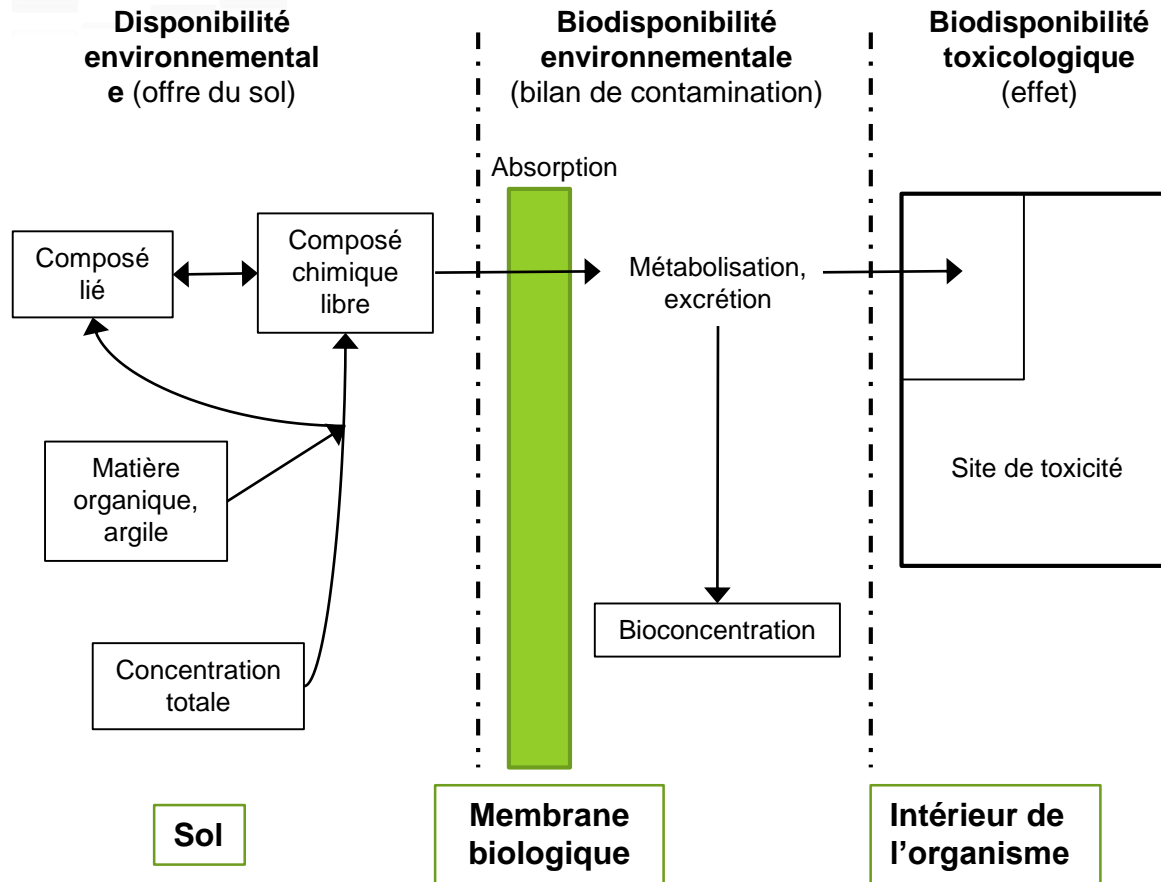 Disponibilité
environnemental
e (offre du sol)
Biodisponibilité
environnementale
(bilan de contamination)
Biodisponibilité
toxicologique
(effet)
Absorption
Composé
lié
Composé
chimique
libre
Métabolisation,
excrétion
Matière
organique,
argile
Site de toxicité
Bioconcentration
Concentration
totale
Sol
Membrane
biologique
Intérieur de
l’organisme